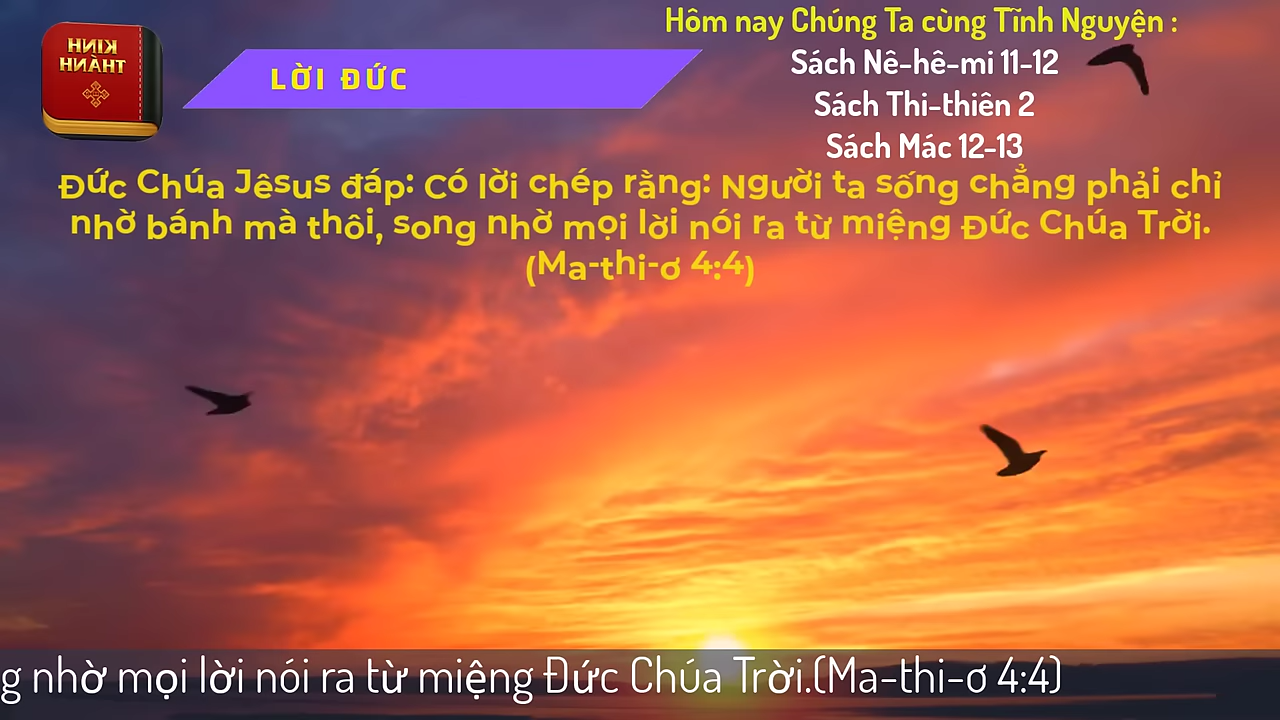 KINH
THÁNH
LỜI ĐỨC
Hôm nay Chúng Ta cùng Tĩnh Nguyện :
Sách Nê-hê-mi 11-12
Sách Thi-thiên 2
Sách Mác 12-13
Đức Chúa Jêsus đáp: Có lời chép rằng: Người ta sống chẳng phải chỉ
nhờ bánh mà thôi, song nhờ mọi lời nói ra từ miệng Đức Chúa Trời.
(Ma-thi-ơ 4:4)
g nhờ mọi lời nói ra từ miệng Đức Chúa Trời.(Ma-thi-ơ 4:4)